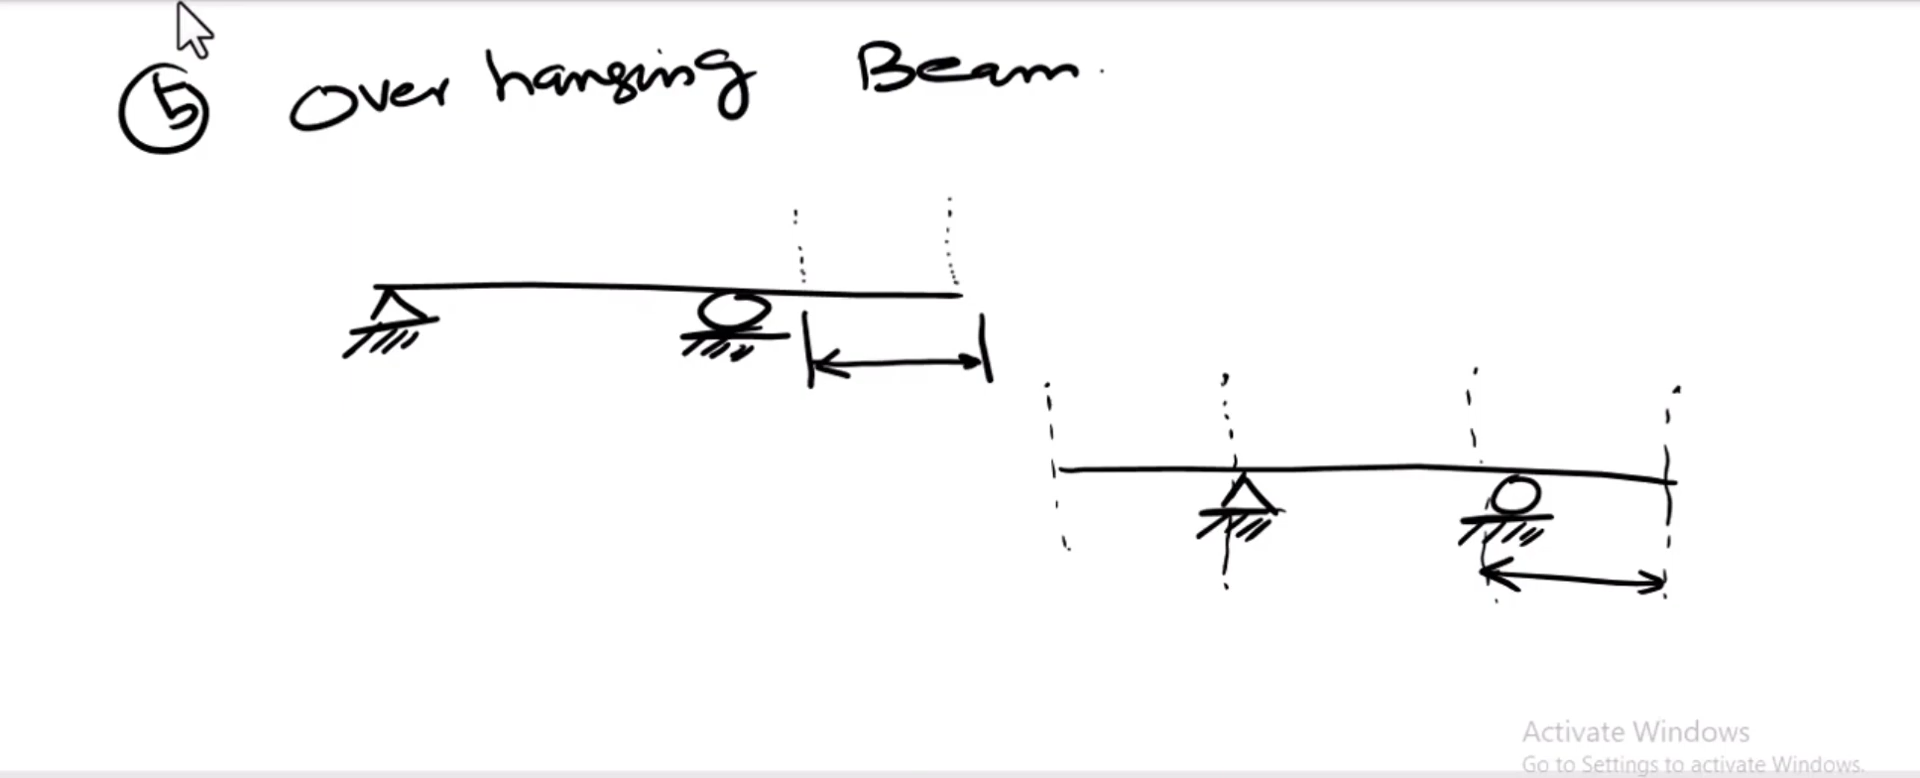 5 Over hanging Beam.
Activate Windows
Go to Settings to activate Windows.